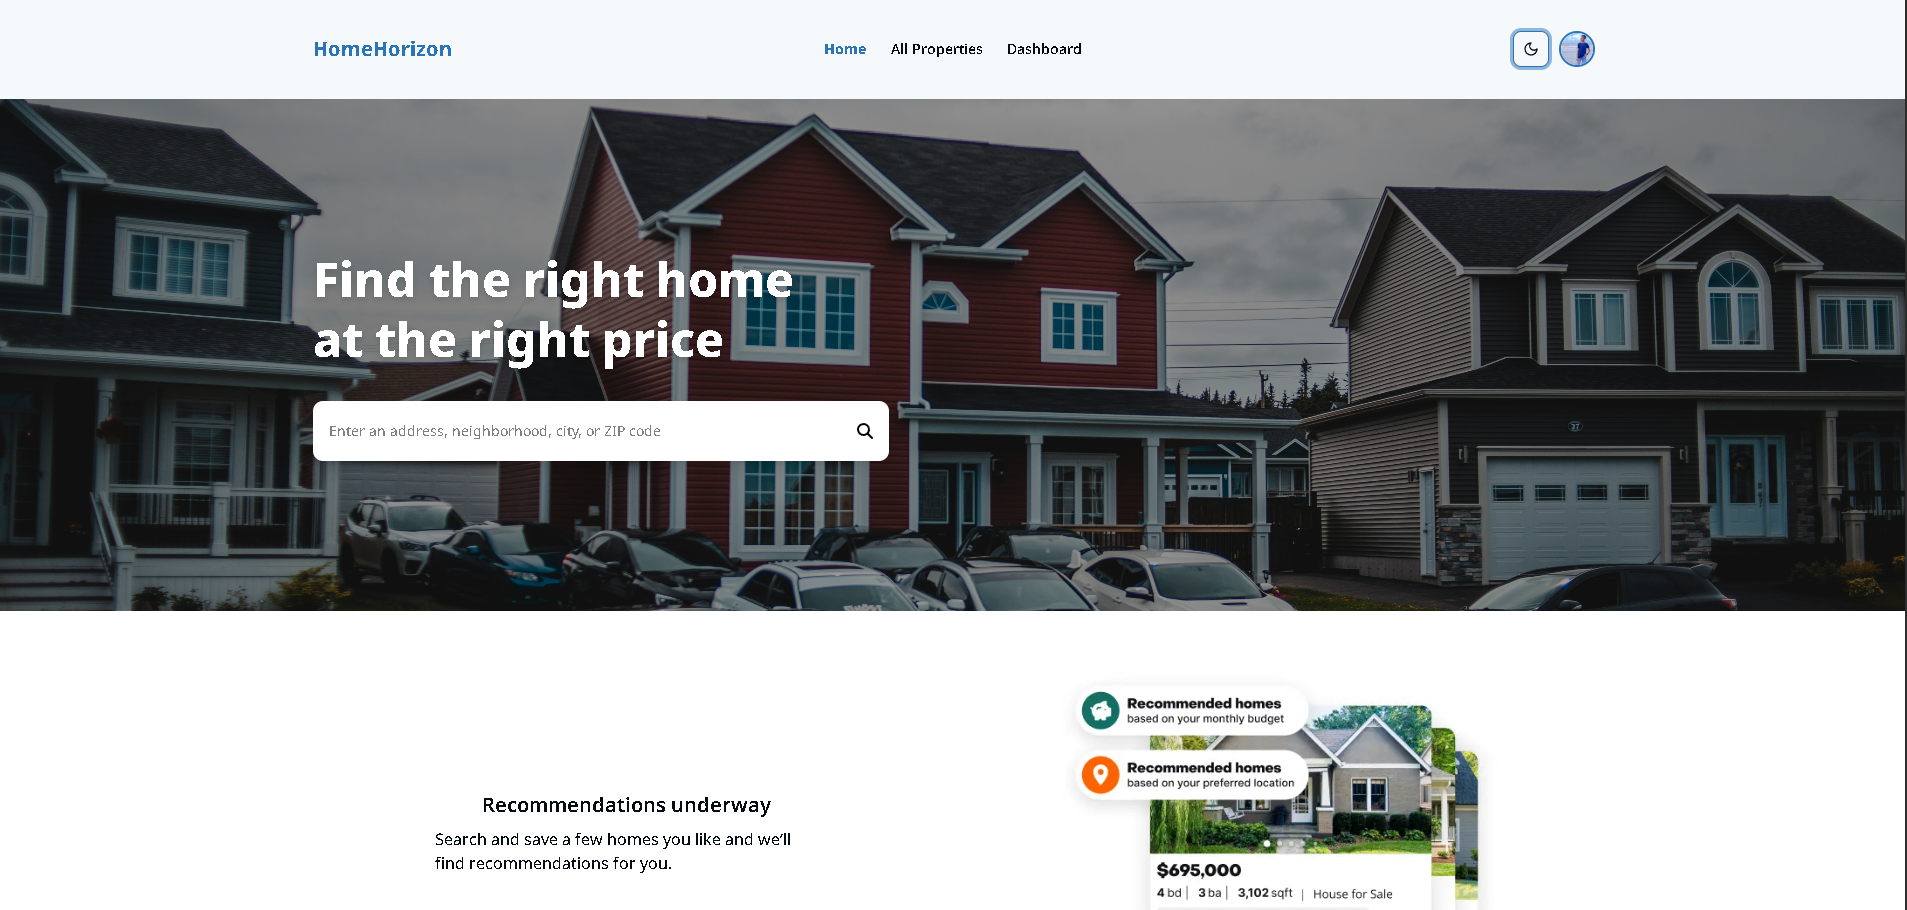 HomeHorizon
Home
All Properties
Dashboard
Find the right home
at the right price
Enter an address, neighborhood, city, or ZIP code
37
Recommendations underway
Search and save a few homes you like and we’ll
find recommendations for you.
Recommended homes
based on your monthly budget
Recommended homes
based on your preferred location
$695,000
4 bd | 3 ba | 3,102 sqft | House for Sale